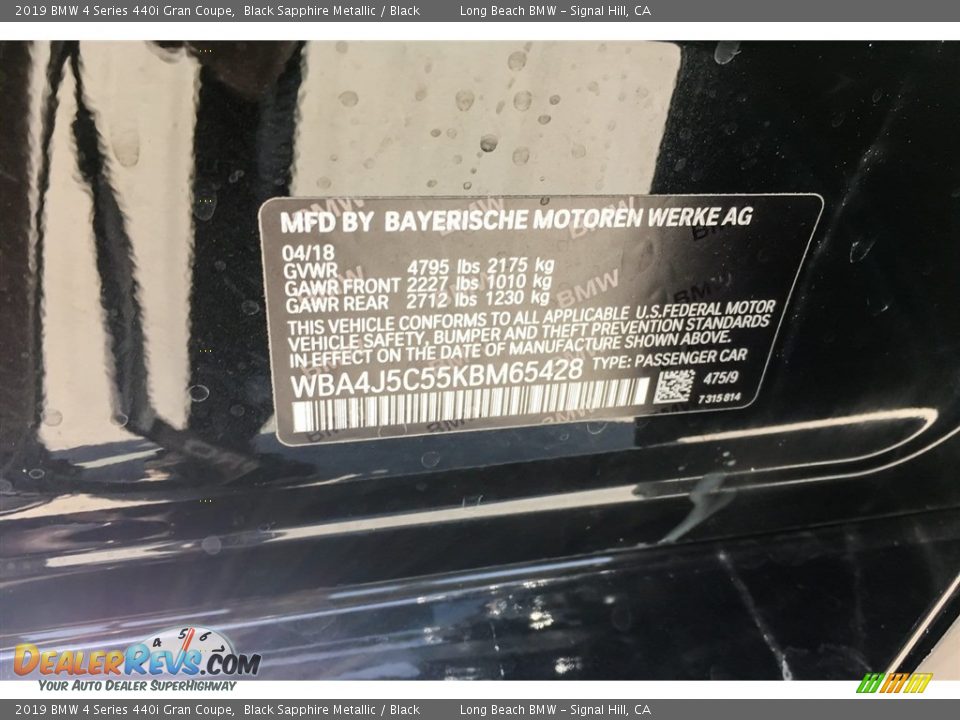 2019 BMW 4 Series 440i Gran Coupe, Black Sapphire Metallic / Black Long Beach BMW – Signal Hill, CA
MFD BY BAYERISCHE MOTOREN WERKE AG
04/18
GVWR 4795 lbs 2175 kg
GAWR FRONT 2227 lbs 1010 kg
GAWR REAR 2712 lbs 1230 kg
THIS VEHICLE CONFORMS TO ALL APPLICABLE U.S.FEDERAL MOTOR
VEHICLE SAFETY, BUMPER AND THEFT PREVENTION STANDARDS
IN EFFECT ON THE DATE OF MANUFACTURE SHOWN ABOVE.
WBA4J5C55KBM65428 TYPE: PASSENGER CAR
475/9
7 315 814
4 5 6
DEALERREVS.COM
YOUR AUTO DEALER SUPERHIGHWAY
2019 BMW 4 Series 440i Gran Coupe, Black Sapphire Metallic / Black Long Beach BMW – Signal Hill, CA